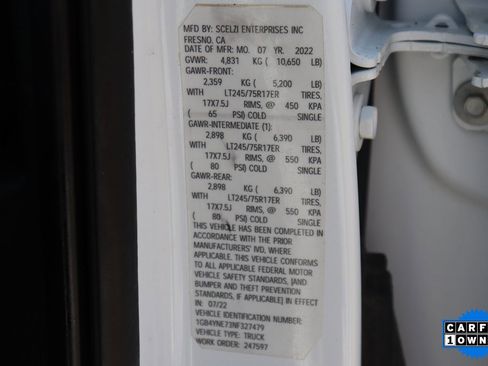 MFD BY: SCELZI ENTERPRISES INC
FRESNO, CA
DATE OF MFR: MO. 07 YR. 2022
GVWR: 4,831 KG ( 10,650 LB)
GAWR-FRONT:
2,359 KG ( 5,200 LB)
WITH LT245/75R17ER TIRES,
17X7.5J RIMS, @ 450 KPA
( 65 PSI) COLD SINGLE
GAWR-INTERMEDIATE (1):
2,898 KG ( 6,390 LB)
WITH LT245/75R17ER TIRES,
17X7.5J RIMS, @ 550 KPA
( 80 PSI) COLD SINGLE
GAWR-REAR:
2,898 KG ( 6,390 LB)
WITH LT245/75R17ER TIRES,
17X7.5J RIMS, @ 550 KPA
( 80 PSI) COLD SINGLE
THIS VEHICLE HAS BEEN COMPLETED IN
ACCORDANCE WITH THE PRIOR
MANUFACTURERS' IVD, WHERE
APPLICABLE. THIS VEHICLE CONFORMS
TO ALL APPLICABLE FEDERAL MOTOR
VEHICLE SAFETY STANDARDS, [AND
BUMPER AND THEFT PREVENTION
STANDARDS, IF APPLICABLE] IN EFFECT
IN: 07/22
VEHICLE IDENTIFICATION NUMBER:
1GB4YNE73NF327479
VEHICLE TYPE: TRUCK
WORK ORDER: 247597
CARF
1 OWN